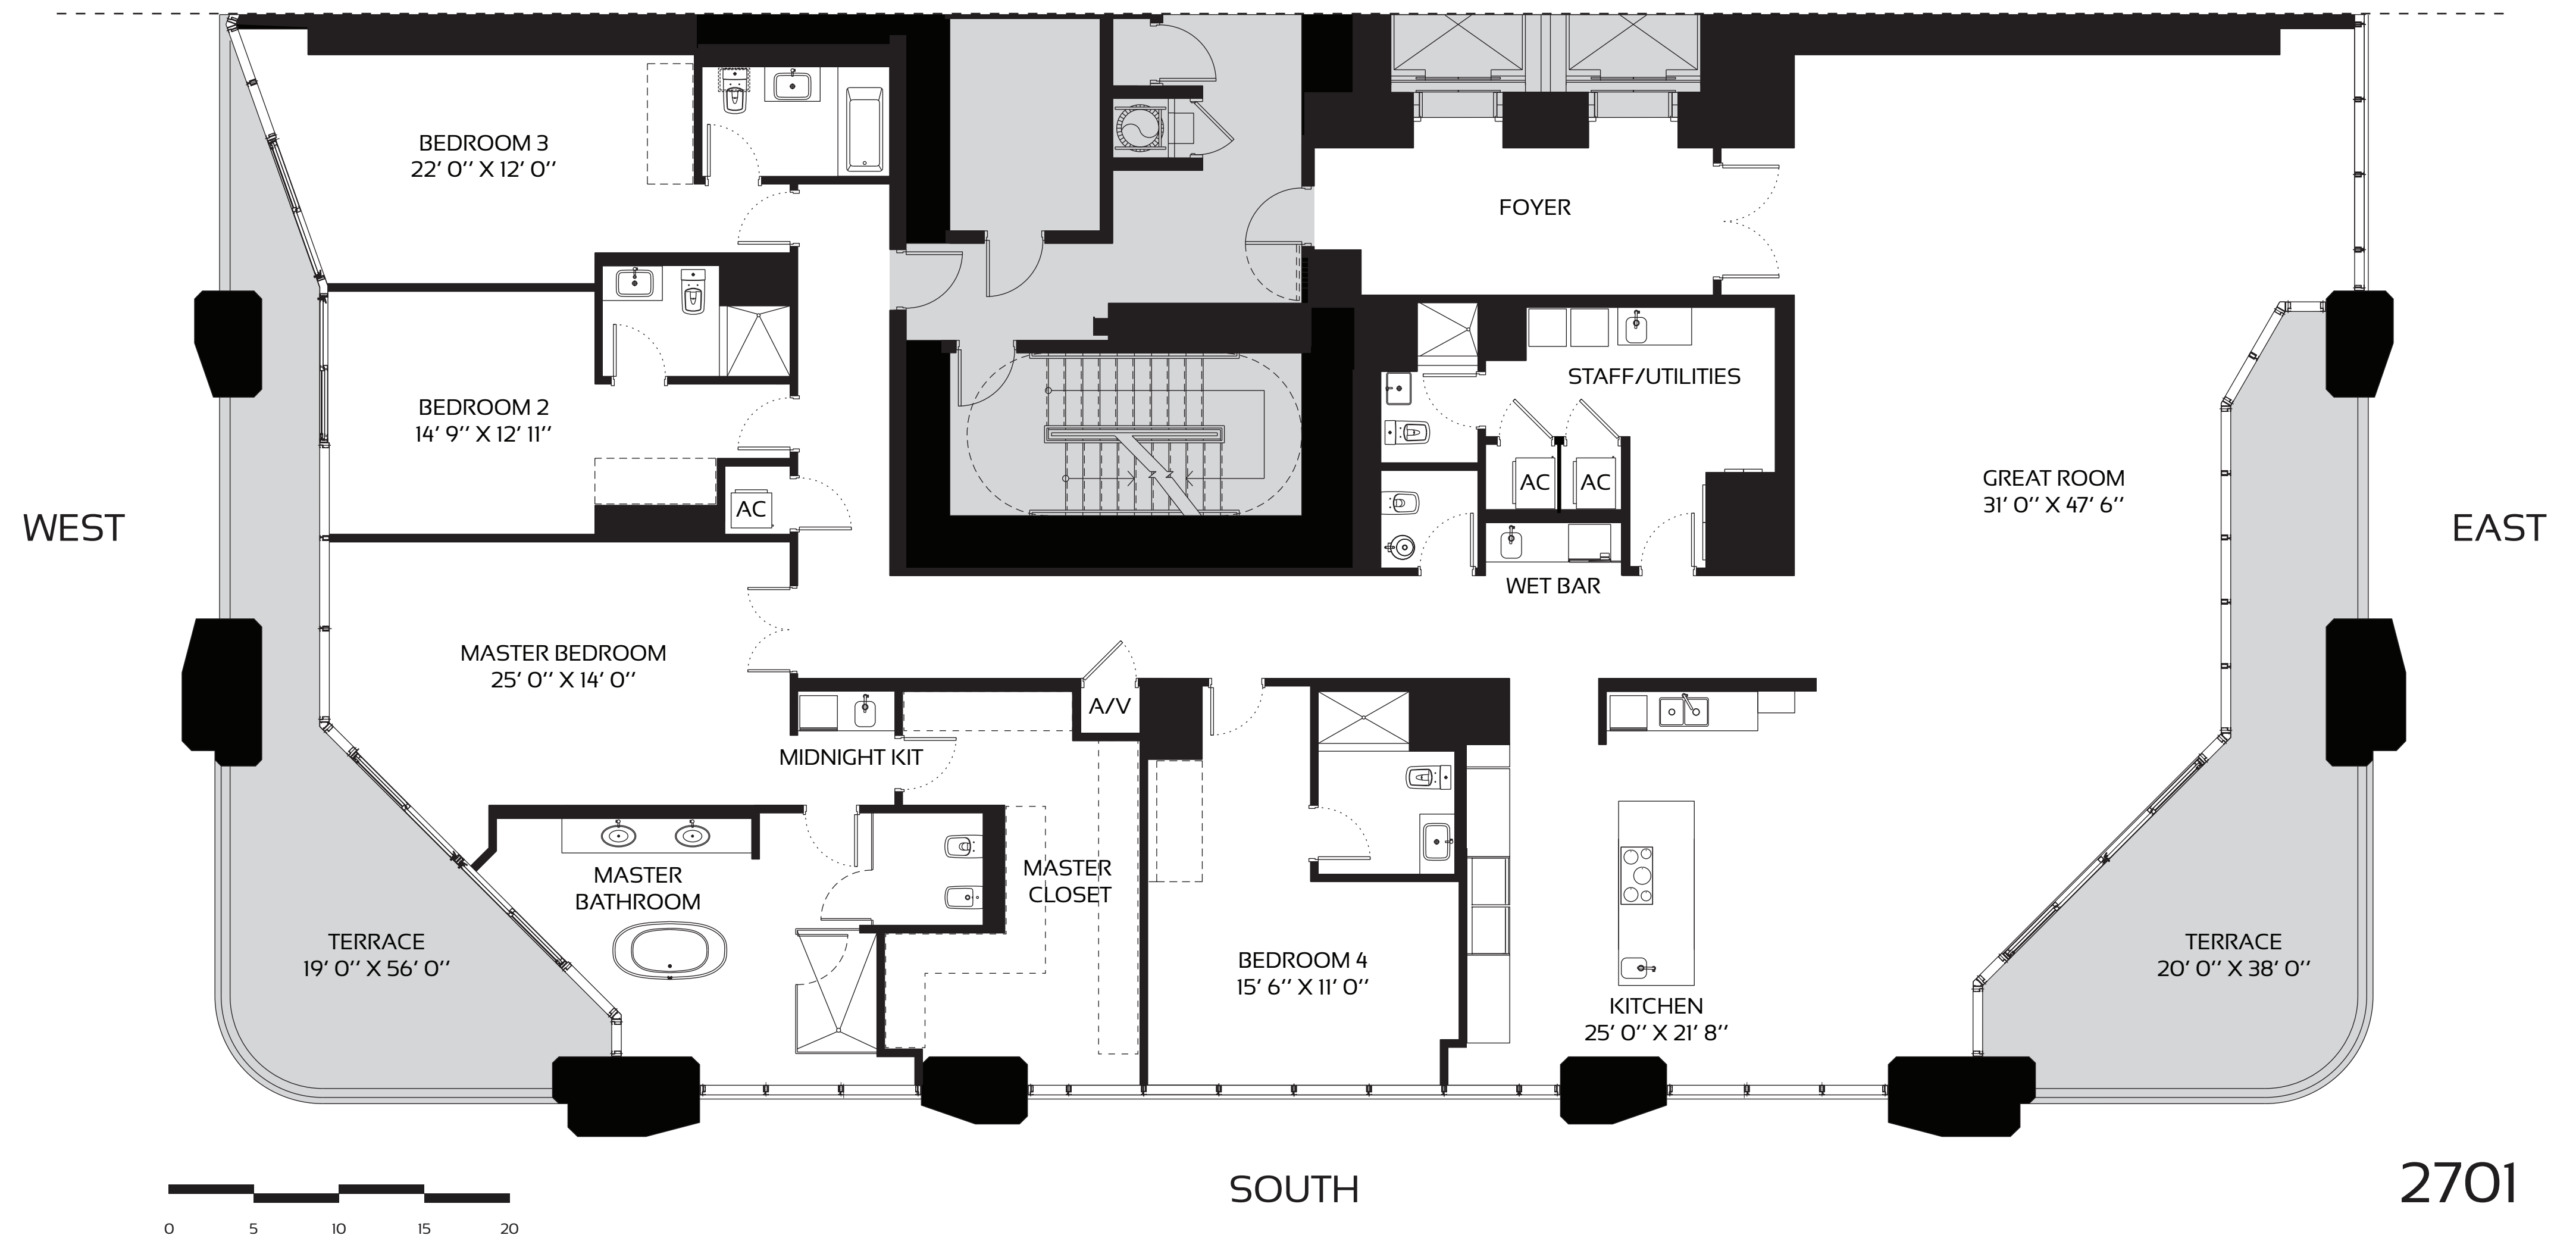 BEDROOM 3
22' 0'' X 12' 0''
FOYER
BEDROOM 2
14' 9'' X 12' 11''
STAFF/UTILITIES
AC
AC
AC
GREAT ROOM
31' 0'' X 47' 6''
WEST
EAST
WET BAR
MASTER BEDROOM
25' 0'' X 14' 0''
A/V
MIDNIGHT KIT
MASTER
BATHROOM
MASTER
CLOSET
TERRACE
19' 0'' X 56' 0''
BEDROOM 4
15' 6'' X 11' 0''
KITCHEN
25' 0'' X 21' 8''
TERRACE
20' 0'' X 38' 0''
SOUTH
2701
0 5 10 15 20